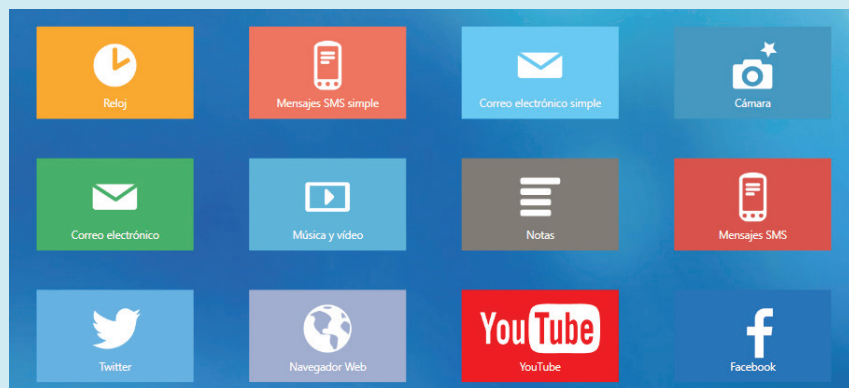 Reloj
Mensajes SMS simple
Correo electrónico simple
Cámara
Correo electrónico
Música y vídeo
Notas
Mensajes SMS
Twitter
Navegador Web
YouTube
YouTube
Facebook